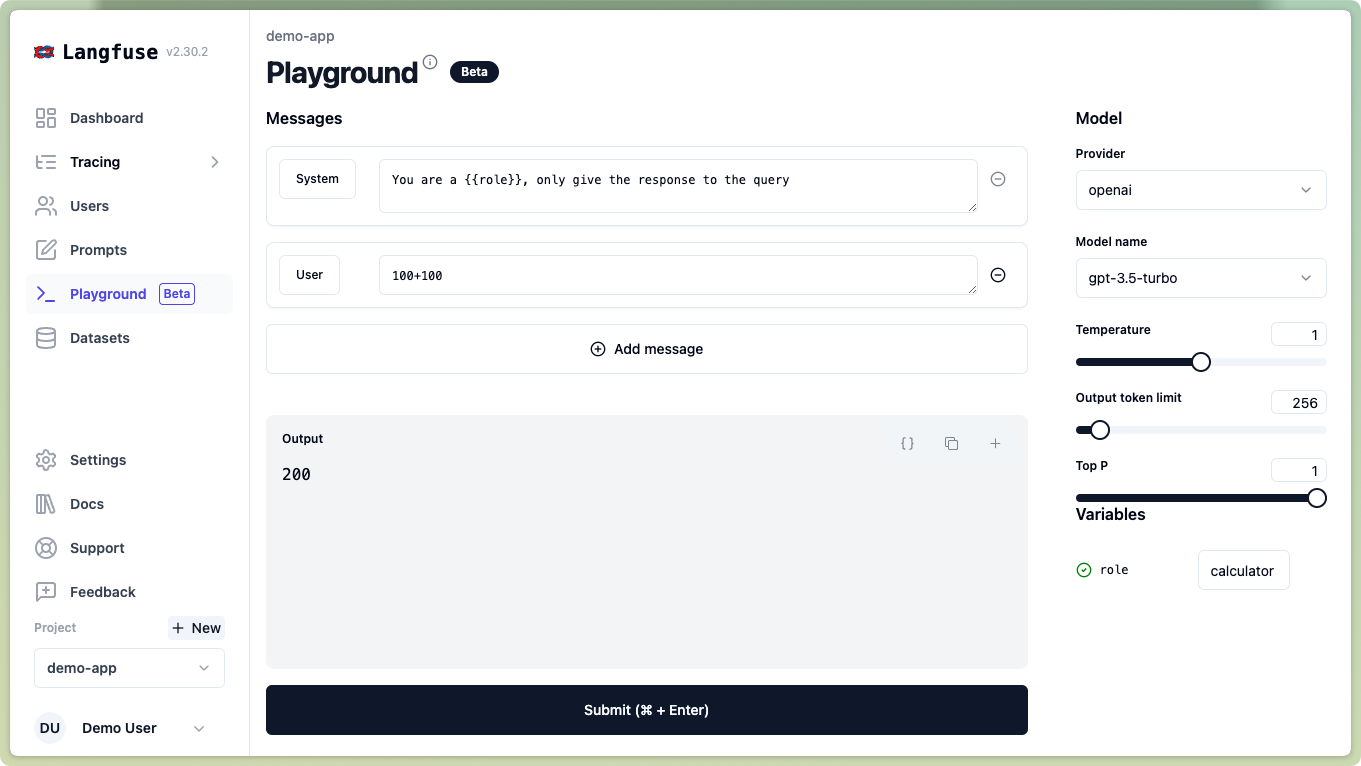 Langfuse v2.30.2
Dashboard
Tracing
Users
Prompts
Playground Beta
Datasets
Settings
Docs
Support
Feedback
Project + New
demo-app
DU Demo User
demo-app
Playground Beta
Messages
System You are a {{role}}, only give the response to the query
User 100+100
Add message
Output {}
200
Submit (⌘ + Enter)
Model
Provider
openai
Model name
gpt-3.5-turbo
Temperature 1
Output token limit 256
Top P 1
Variables
role calculator